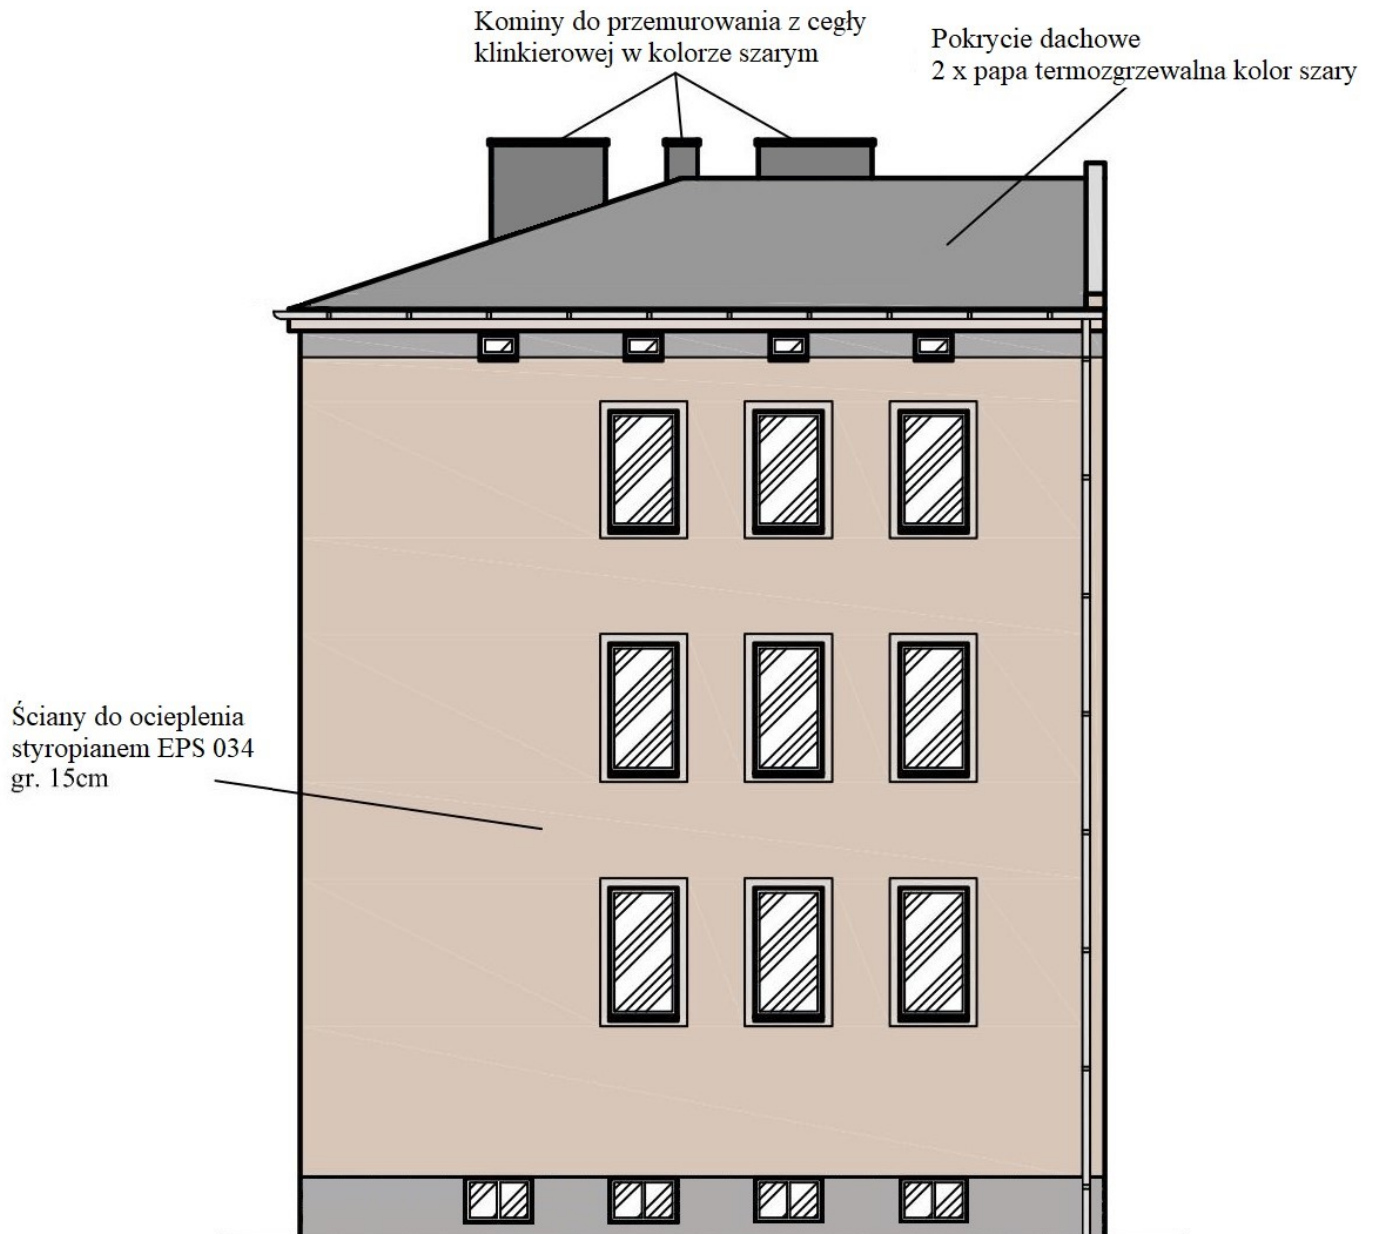 Kominy do przemurowania z cegły
klinkierowej w kolorze szarym
Pokrycie dachowe
2 x papa termozgrzewalna kolor szary
Ściany do ocieplenia
styropianem EPS 034
gr. 15cm